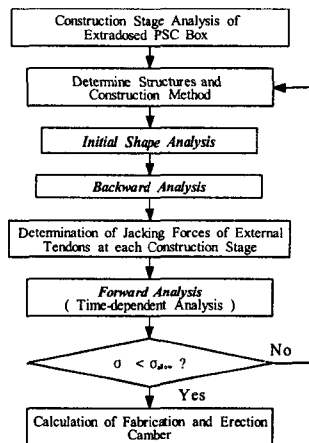 Construction Stage Analysis of
Extradosed PSC Box
Determine Structures and
Construction Method
Initial Shape Analysis
Backward Analysis
Determination of Jacking Forces of External
Tendons at each Construction Stage
Forward Analysis
( Time-dependent Analysis )
σ < σallow ?
No
Yes
Calculation of Fabrication and Erection
Camber